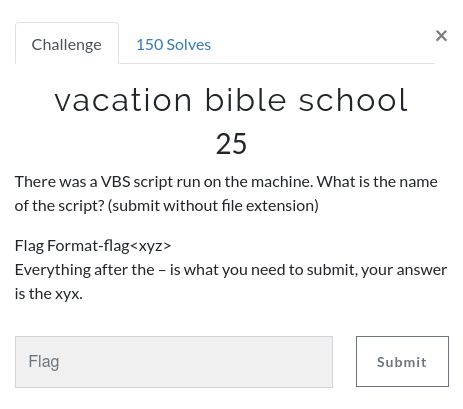 Challenge
150 Solves
×
vacation bible school
25
There was a VBS script run on the machine. What is the name
of the script? (submit without file extension)
Flag Format-flag<xyz>
Everything after the – is what you need to submit, your answer
is the xyx.
Flag
Submit